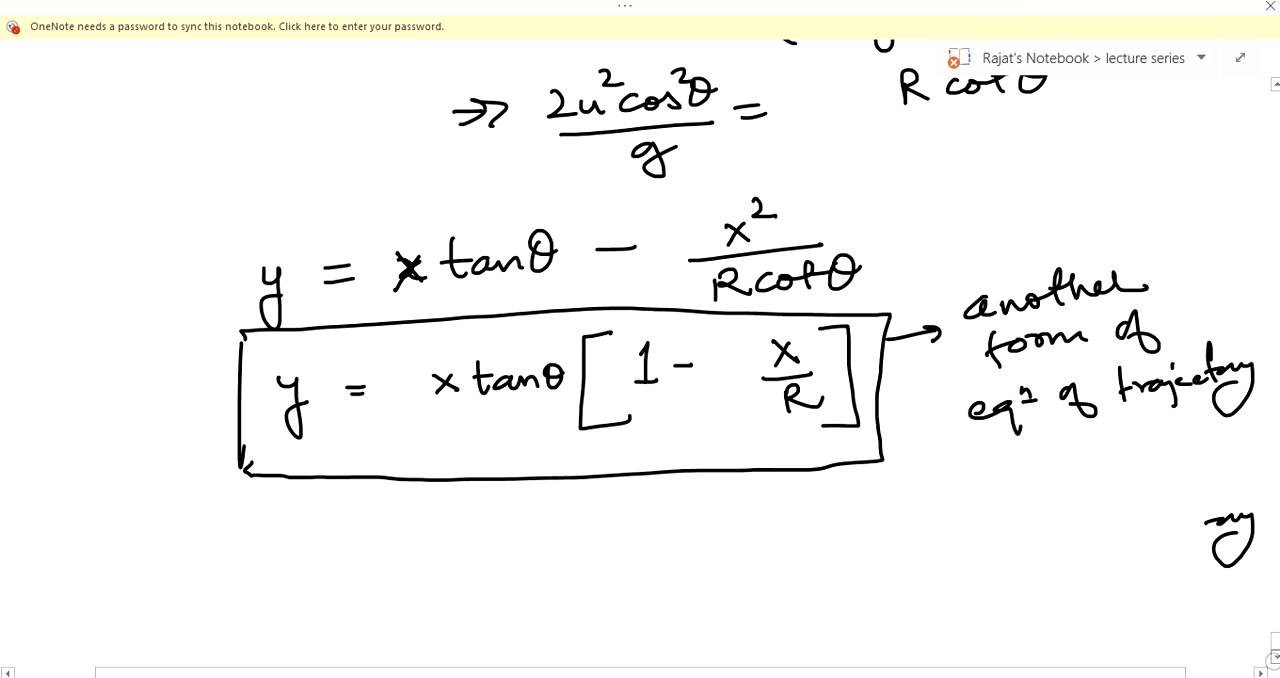 ...
OneNote needs a password to sync this notebook. Click here to enter your password.
Rajat's Notebook > lecture series
⇒ 2u²cos²θ/g = R cotθ
y = x tanθ - x²/(R cotθ)
y = x tanθ [1 - x/R] → another form of eqⁿ of trajectory